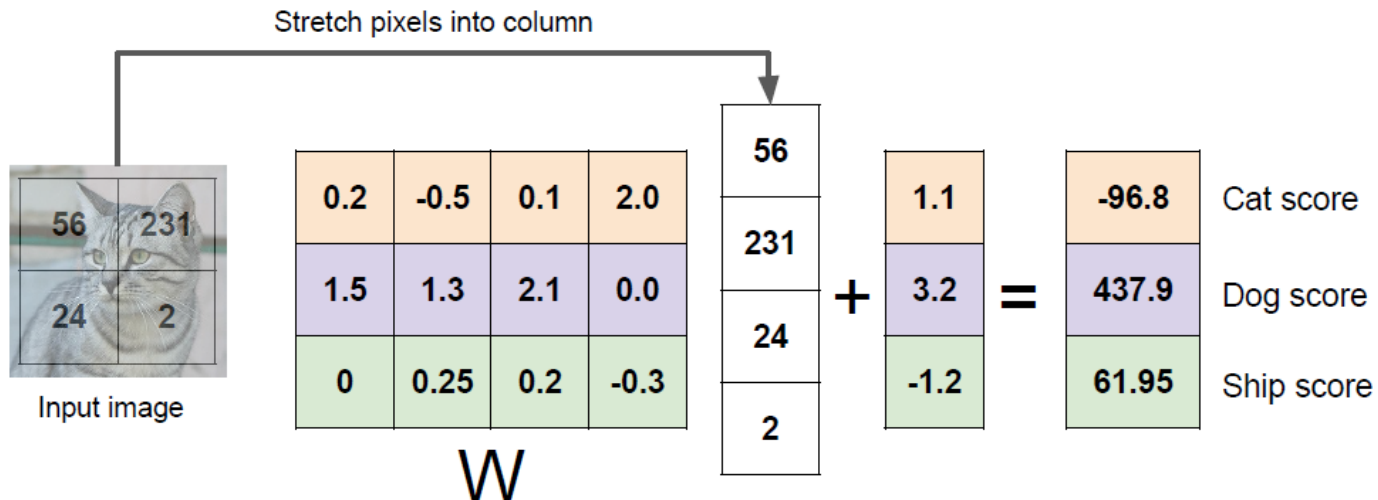 Stretch pixels into column
56 231
24 2
Input image
0.2 -0.5 0.1 2.0
1.5 1.3 2.1 0.0
0 0.25 0.2 -0.3
W
56
231
24
2
+
1.1
3.2
-1.2
=
-96.8 Cat score
437.9 Dog score
61.95 Ship score